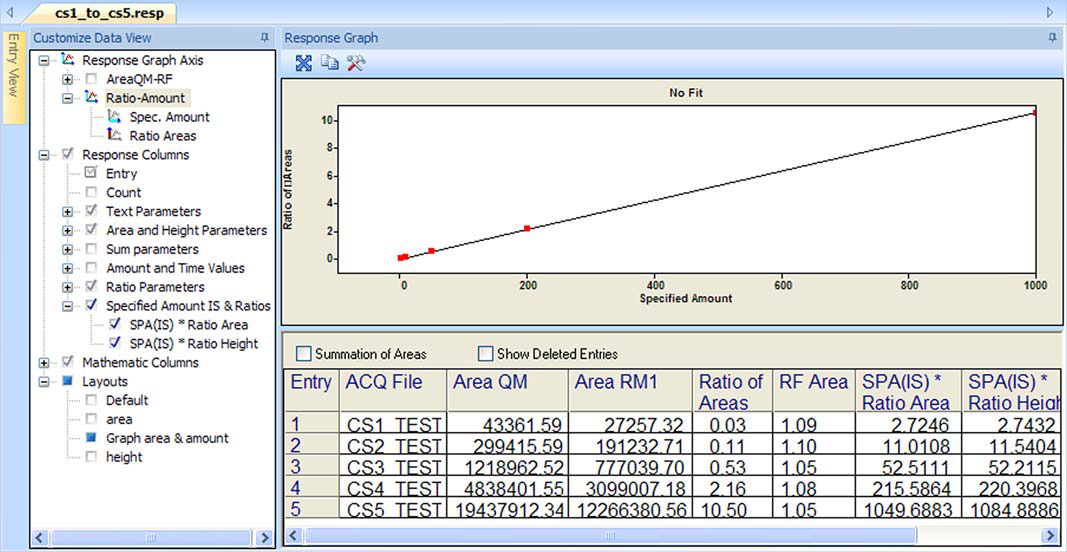 cs1_to_cs5.resp
Entry View
Customize Data View
Response Graph Axis
AreaQM-RF
Ratio-Amount
Spec. Amount
Ratio Areas
Response Columns
Entry
Count
Text Parameters
Area and Height Parameters
Sum parameters
Amount and Time Values
Ratio Parameters
Specified Amount IS & Ratios
SPA(IS) * Ratio Area
SPA(IS) * Ratio Height
Mathematic Columns
Layouts
Default
area
Graph area & amount
height
Response Graph
No Fit
Ratio of▯Areas
10
8
6
4
2
0
0 200 400 600 800 1000
Specified Amount
Summation of Areas Show Deleted Entries
Entry ACQ File Area QM Area RM1 Ratio of Areas RF Area SPA(IS) * Ratio Area SPA(IS) * Ratio Heigh
1 CS1_TEST 43361.59 27257.32 0.03 1.09 2.7246 2.7432
2 CS2_TEST 299415.59 191232.71 0.11 1.10 11.0108 11.5404
3 CS3_TEST 1218962.52 777039.70 0.53 1.05 52.5111 52.2115
4 CS4_TEST 4838401.55 3099007.18 2.16 1.08 215.5864 220.3968
5 CS5_TEST 19437912.34 12266380.56 10.50 1.05 1049.6883 1084.8886